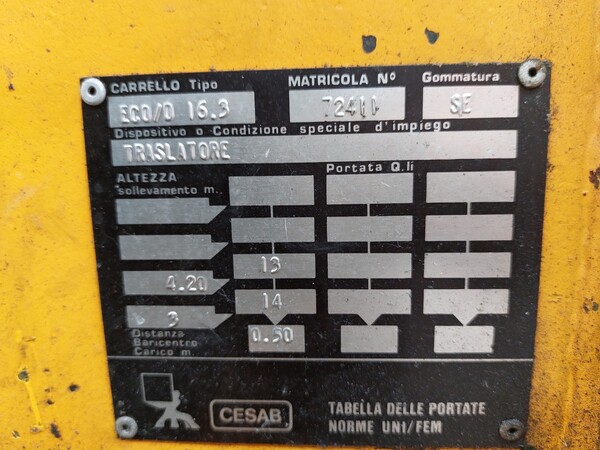 CARRELLO Tipo MATRICOLA Nº Gommatura
ECO/O 16.3 72411 SE
Dispositivo o Condizione speciale d'impiego
TRASLATORE
ALTEZZA Portata Q.li
sollevamento m..
13
4.20
14
3
Distanza
Baricentro 0.50
Carico m.
CESAB TABELLA DELLE PORTATE
NORME UNI/FEM